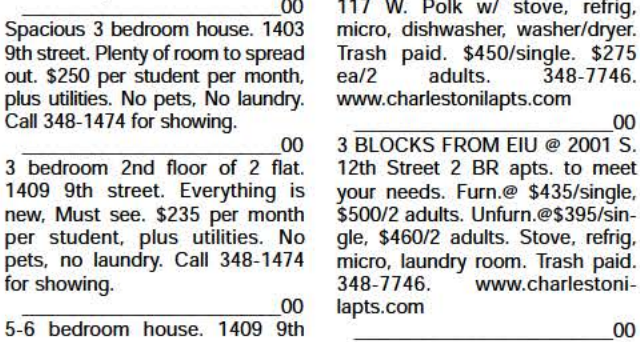 00
Spacious 3 bedroom house. 1403
9th street. Plenty of room to spread
out. $250 per student per month,
plus utilities. No pets, No laundry.
Call 348-1474 for showing.
00
3 bedroom 2nd floor of 2 flat.
1409 9th street. Everything is
new, Must see. $235 per month
per student, plus utilities. No
pets, no laundry. Call 348-1474
for showing.
00
5-6 bedroom house. 1409 9th
117 W. Polk w/ stove, refrig,
micro, dishwasher, washer/dryer.
Trash paid. $450/single. $275
ea/2 adults. 348-7746.
www.charlestonilapts.com
00
3 BLOCKS FROM EIU @ 2001 S.
12th Street 2 BR apts. to meet
your needs. Furn.@ $435/single,
$500/2 adults. Unfurn.@$395/sin-
gle, $460/2 adults. Stove, refrig,
micro, laundry room. Trash paid.
348-7746. www.charlestoni-
lapts.com
00